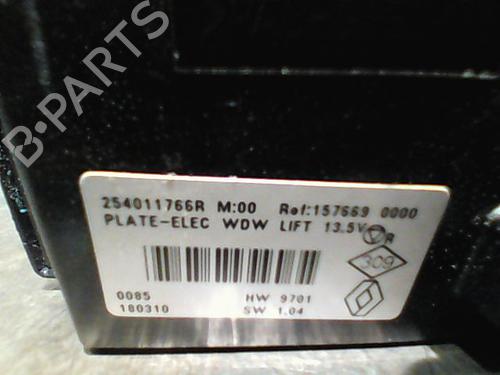 B-PARTS
254011766R M:00 Ref:157669 0000
PLATE-ELEC WDW LIFT 13.5V R
309
0085 HW 9701
180310 SW 1.04